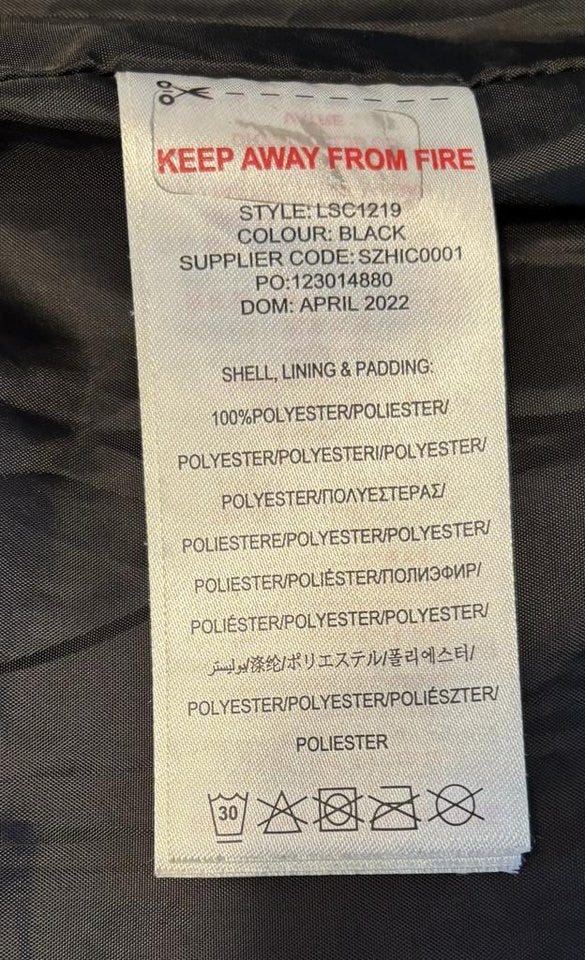 KEEP AWAY FROM FIRE
STYLE: LSC1219
COLOUR: BLACK
SUPPLIER CODE: SZHIC0001
PO:123014880
DOM: APRIL 2022
SHELL, LINING & PADDING:
100%POLYESTER/POLIESTER/
POLYESTER/POLYESTERI/POLYESTER/
POLYESTER/ΠΟΛΥΕΣΤΕΡΑΣ/
POLIESTERE/POLYESTER/POLYESTER/
POLIESTER/POLIÉSTER/ПОЛИЭФИР/
POLIÉSTER/POLYESTER/POLYESTER/
بوليستر/涤纶/ポリエステル/폴리에스터/
POLYESTER/POLYESTER/POLIÉSZTER/
POLIESTER
30